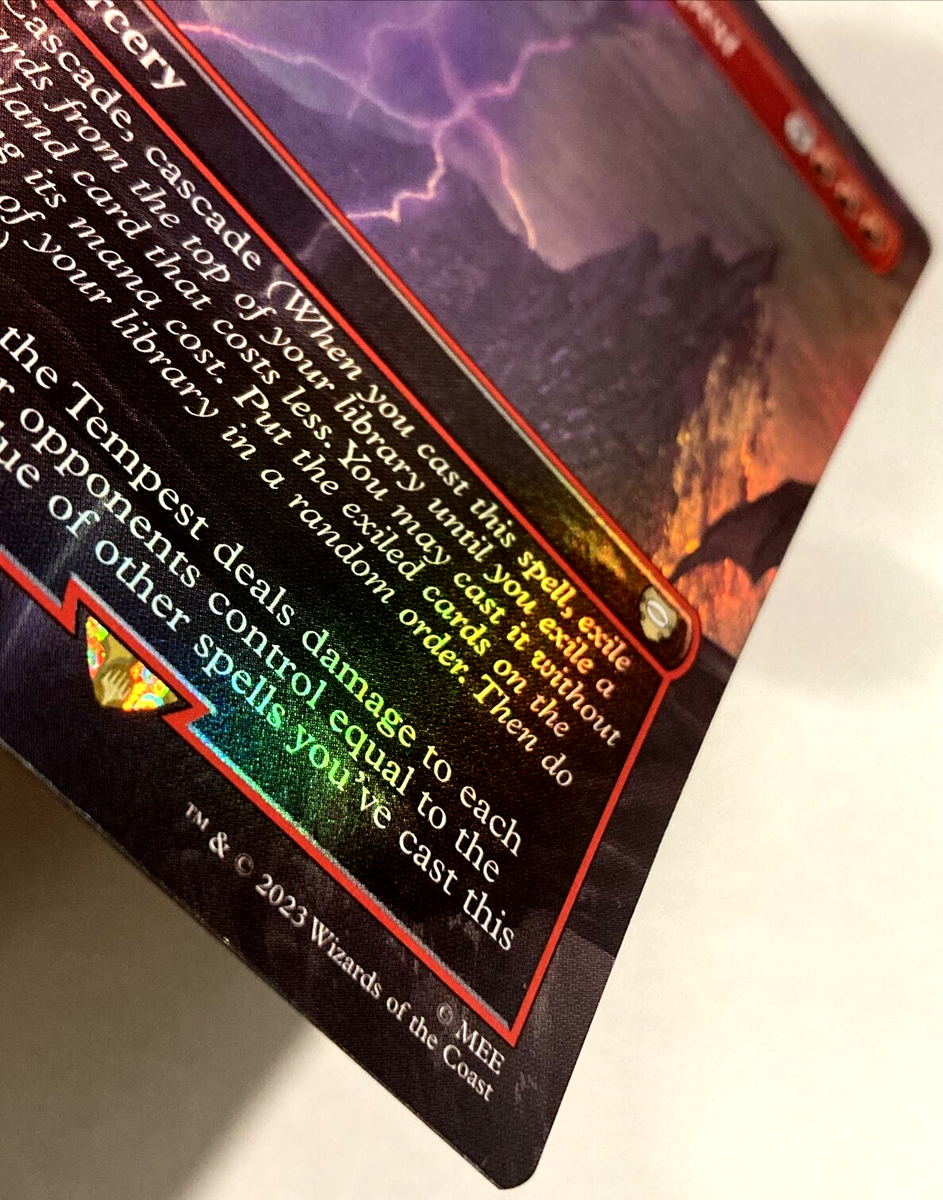 rcery
Cascade, cascade (When you cast this spell, exile
ards from the top of your library until you exile a
land card that costs less. You may cast it without
g its mana cost. Put the exiled cards on the
of your library in a random order. Then do
)
the Tempest deals damage to each
r opponents control equal to the
lue of other spells you've cast this
© MEE
™ & © 2023 Wizards of the Coast